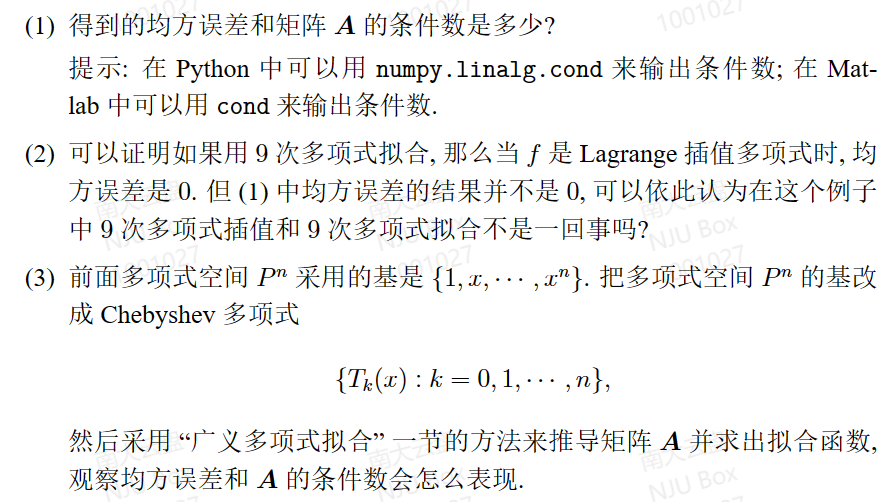 (1) 得到的均方误差和矩阵 A 的条件数是多少?
提示: 在 Python 中可以用 numpy.linalg.cond 来输出条件数; 在 Mat-
lab 中可以用 cond 来输出条件数.
(2) 可以证明如果用 9 次多项式拟合, 那么当 f 是 Lagrange 插值多项式时, 均
方误差是 0. 但 (1) 中均方误差的结果并不是 0, 可以依此认为在这个例子
中 9 次多项式插值和 9 次多项式拟合不是一回事吗?
(3) 前面多项式空间 Pⁿ 采用的基是 {1, x, ⋯ , xⁿ}. 把多项式空间 Pⁿ 的基改
成 Chebyshev 多项式
{Tₖ(x) : k = 0, 1, ⋯ , n},
然后采用 “广义多项式拟合” 一节的方法来推导矩阵 A 并求出拟合函数,
观察均方误差和 A 的条件数会怎么表现.